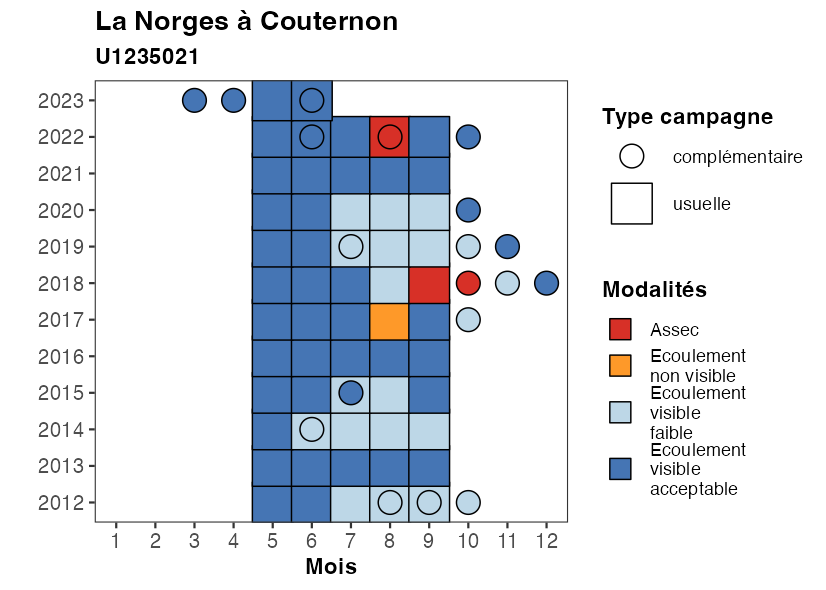 La Norges à Couternon
U1235021
2023
2022
2021
2020
2019
2018
2017
2016
2015
2014
2013
2012
1 2 3 4 5 6 7 8 9 10 11 12
Mois
Type campagne
complémentaire
usuelle
Modalités
Assec
Ecoulement
non visible
Ecoulement
visible
faible
Ecoulement
visible
acceptable